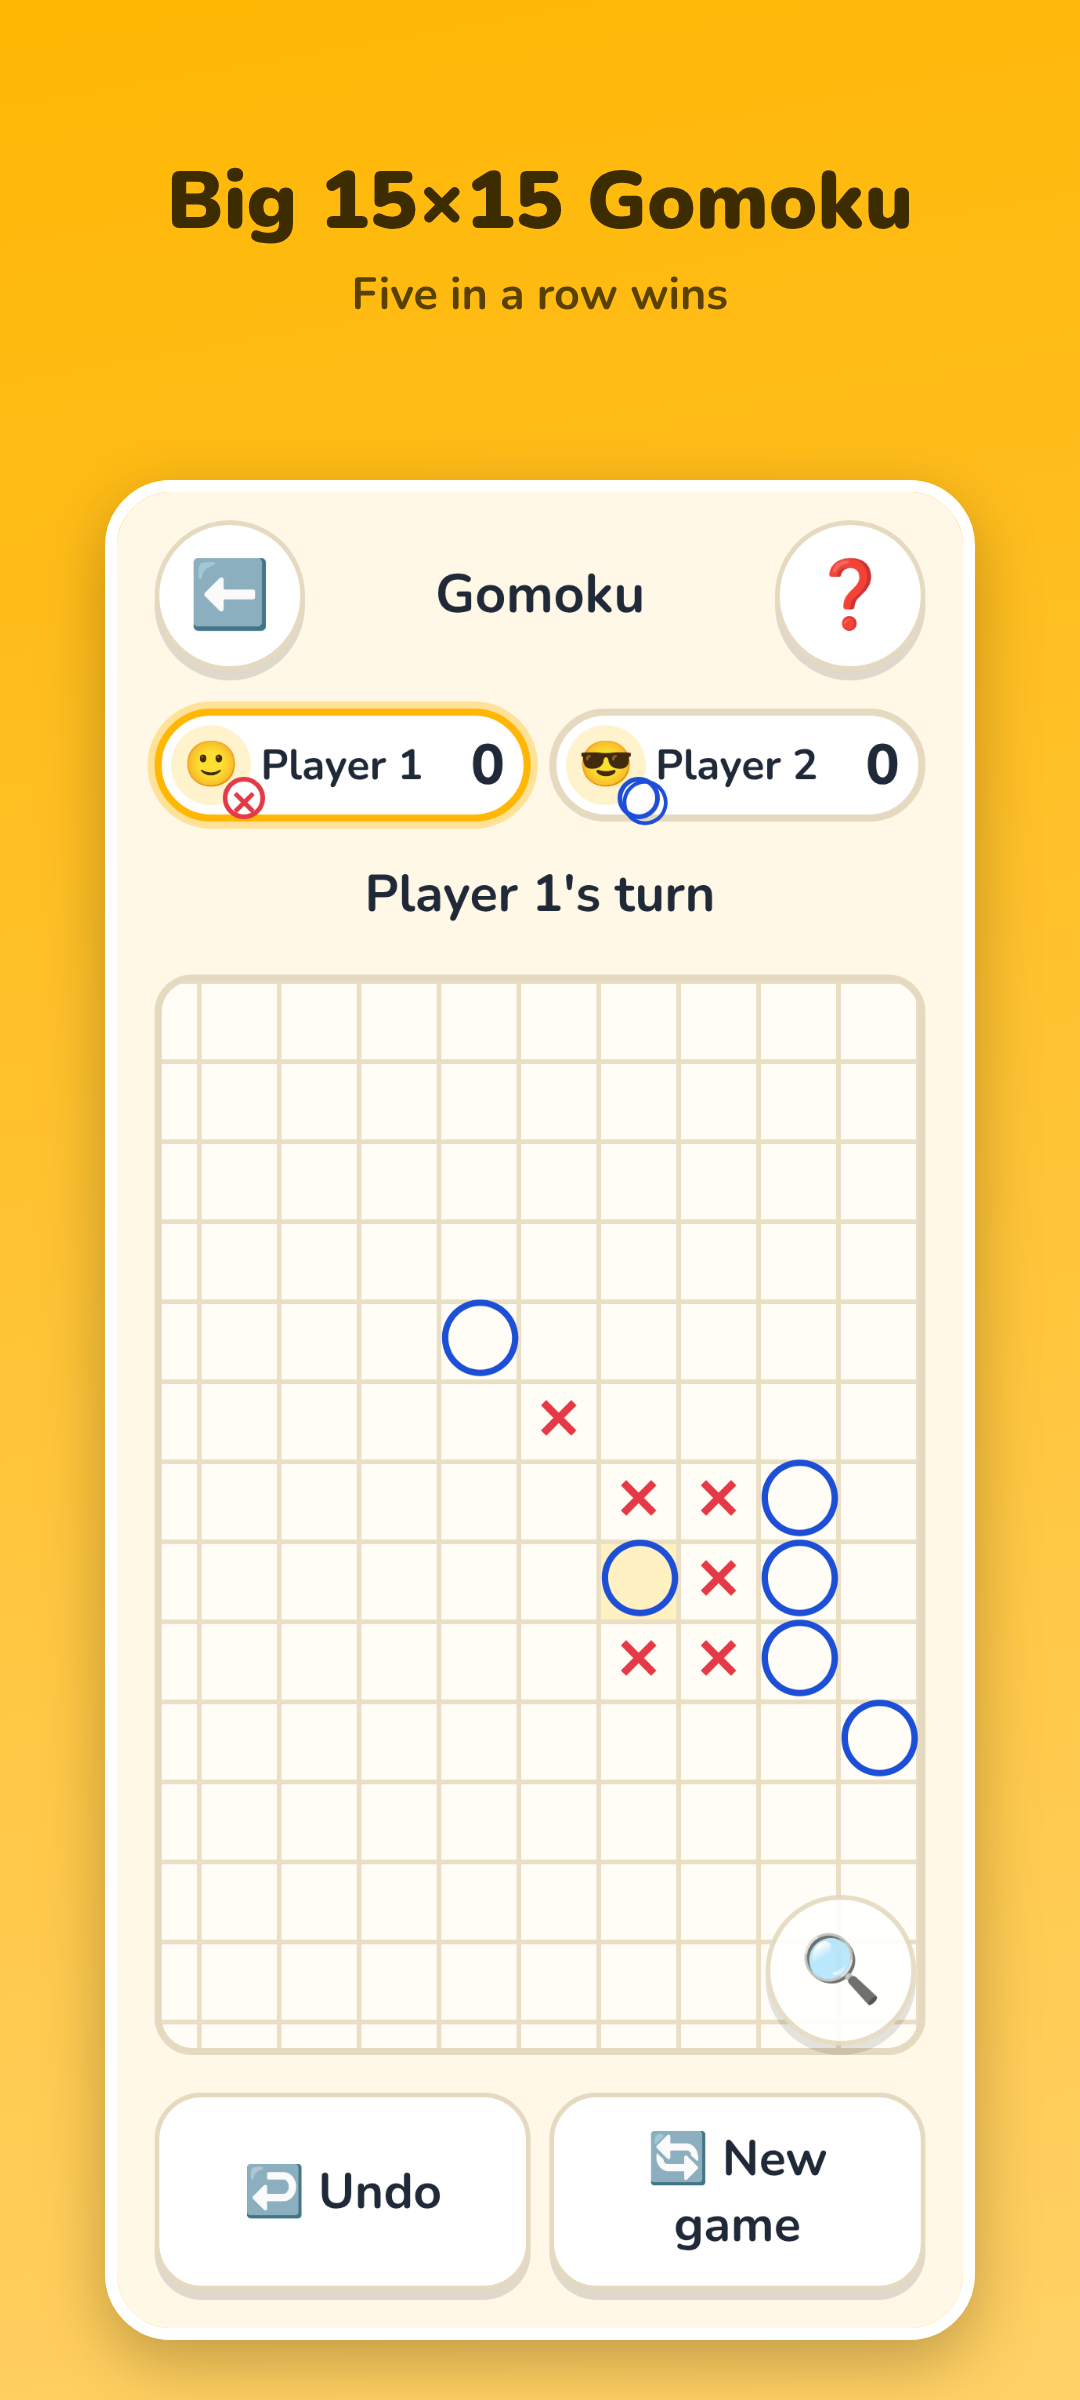 Big 15×15 Gomoku
Five in a row wins
Gomoku
Player 1 0
Player 2 0
Player 1's turn
Undo
New
game